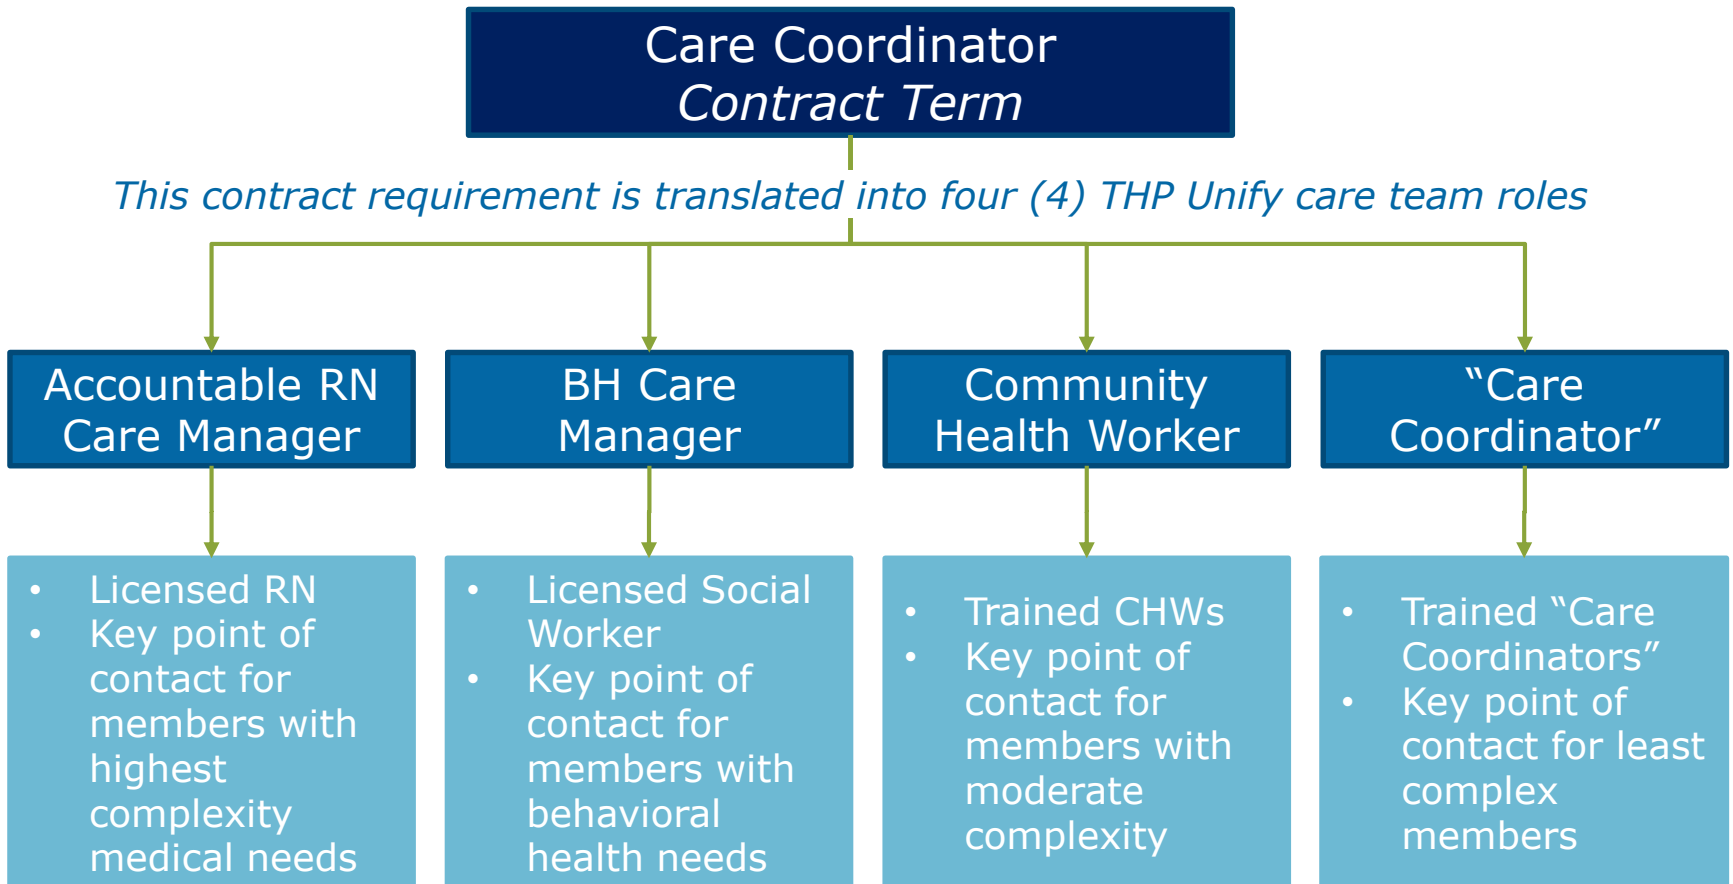 Care Coordinator
Contract Term
This contract requirement is translated into four (4) THP Unify care team roles
Accountable RN
Care Manager
BH Care
Manager
Community
Health Worker
“Care
Coordinator”
• Licensed RN
• Key point of
contact for
members with
highest
complexity
medical needs
• Licensed Social
Worker
• Key point of
contact for
members with
behavioral
health needs
• Trained CHWs
• Key point of
contact for
members with
moderate
complexity
• Trained “Care
Coordinators”
• Key point of
contact for least
complex
members